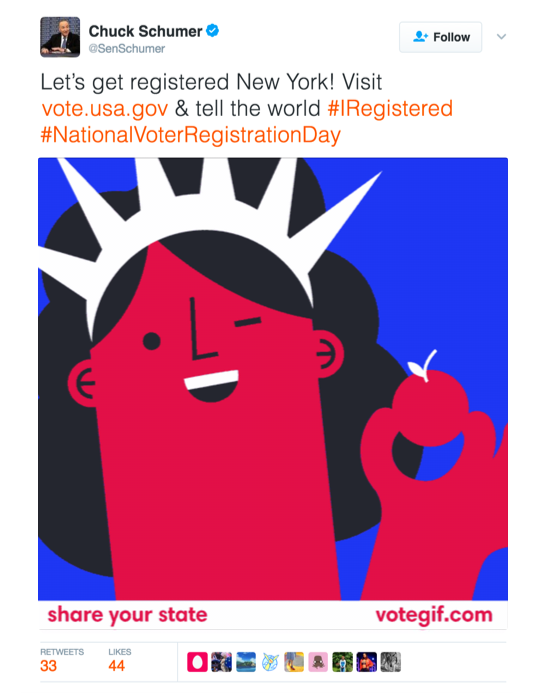 Chuck Schumer
@SenSchumer
Follow
Let's get registered New York! Visit
vote.usa.gov & tell the world #IRegistered
#NationalVoterRegistrationDay
share your state
votegif.com
RETWEETS
LIKES
33
44